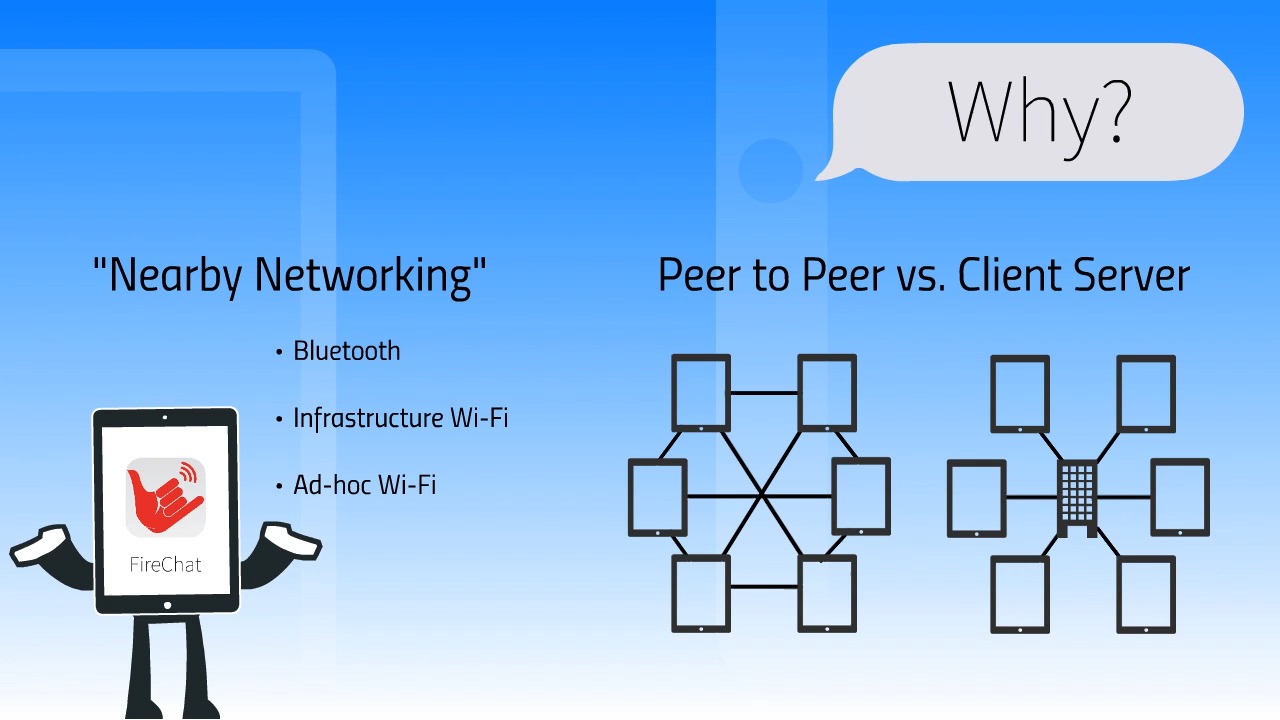 Why?
"Nearby Networking"
• Bluetooth
• Infrastructure Wi-Fi
• Ad-hoc Wi-Fi
FireChat
Peer to Peer vs. Client Server